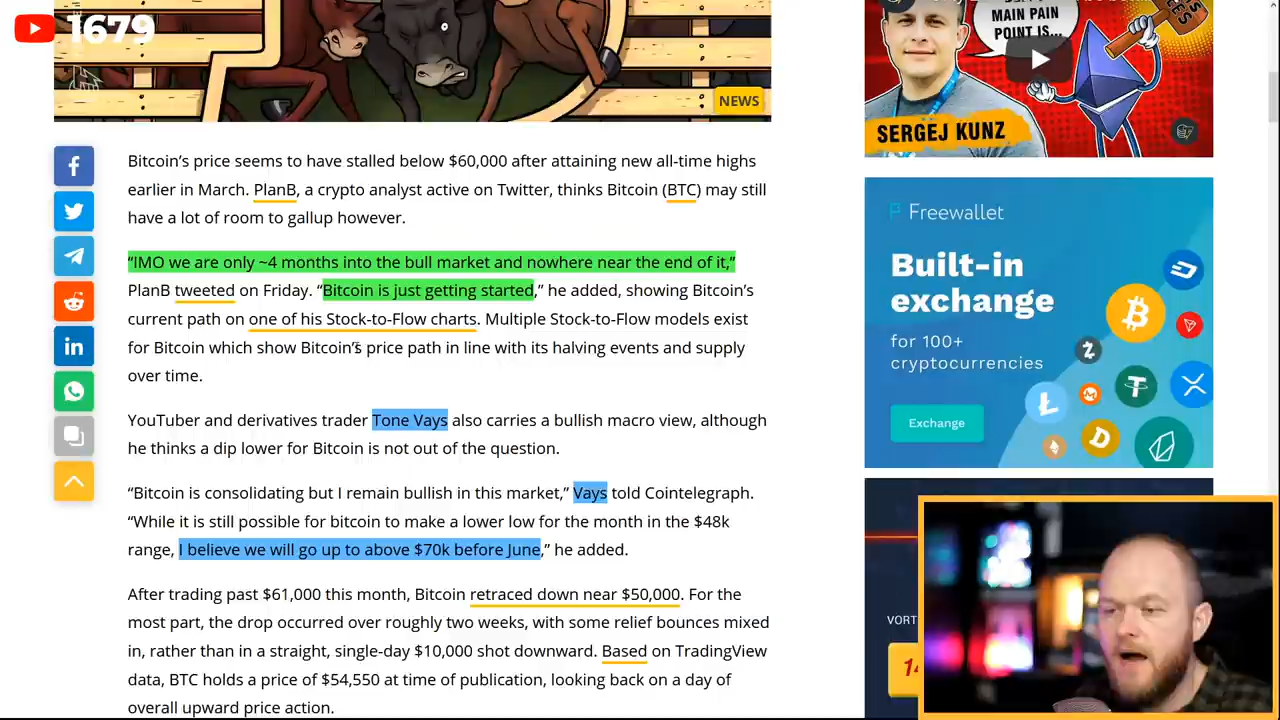 1679
MAIN PAIN
POINT IS...
NEWS
SERGEJ KUNZ
Bitcoin’s price seems to have stalled below $60,000 after attaining new all-time highs
earlier in March. PlanB, a crypto analyst active on Twitter, thinks Bitcoin (BTC) may still
have a lot of room to gallup however.
“IMO we are only ~4 months into the bull market and nowhere near the end of it,”
PlanB tweeted on Friday. “Bitcoin is just getting started,” he added, showing Bitcoin’s
current path on one of his Stock-to-Flow charts. Multiple Stock-to-Flow models exist
for Bitcoin which show Bitcoin’s price path in line with its halving events and supply
over time.
YouTuber and derivatives trader Tone Vays also carries a bullish macro view, although
he thinks a dip lower for Bitcoin is not out of the question.
“Bitcoin is consolidating but I remain bullish in this market,” Vays told Cointelegraph.
“While it is still possible for bitcoin to make a lower low for the month in the $48k
range, I believe we will go up to above $70k before June,” he added.
After trading past $61,000 this month, Bitcoin retraced down near $50,000. For the
most part, the drop occurred over roughly two weeks, with some relief bounces mixed
in, rather than in a straight, single-day $10,000 shot downward. Based on TradingView
data, BTC holds a price of $54,550 at time of publication, looking back on a day of
overall upward price action.
Freewallet
Built-in
exchange
for 100+
cryptocurrencies
Exchange
VORT
14